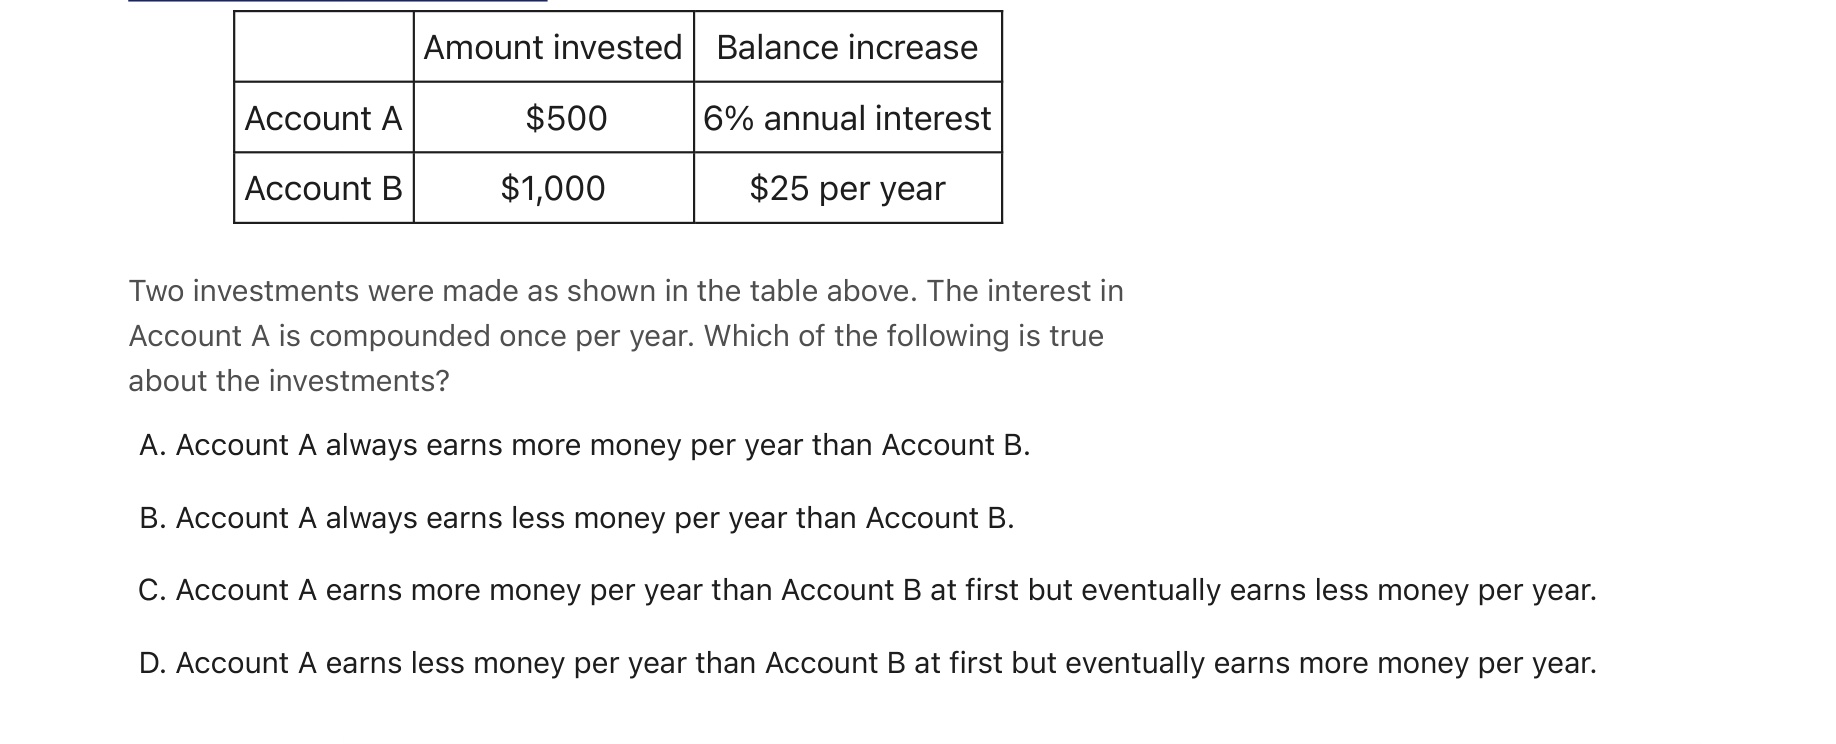 Amount invested Balance increase
Account A $500 6% annual interest
Account B $1,000 $25 per year
Two investments were made as shown in the table above. The interest in
Account A is compounded once per year. Which of the following is true
about the investments?
A. Account A always earns more money per year than Account B.
B. Account A always earns less money per year than Account B.
C. Account A earns more money per year than Account B at first but eventually earns less money per year.
D. Account A earns less money per year than Account B at first but eventually earns more money per year.